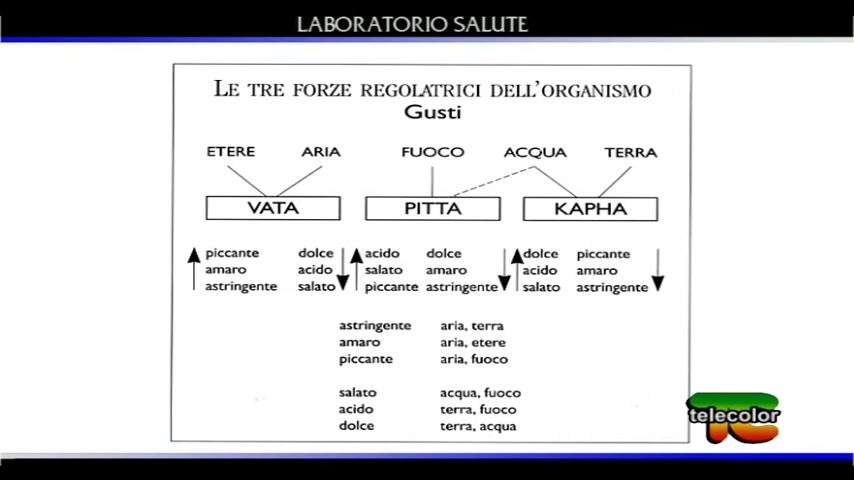 LABORATORIO SALUTE
LE TRE FORZE REGOLATRICI DELL'ORGANISMO
Gusti
ETERE ARIA FUOCO ACQUA TERRA
VATA PITTA KAPHA
piccante dolce acido dolce dolce piccante
amaro acido salato amaro acido amaro
astringente salato piccante astringente salato astringente
astringente aria, terra
amaro aria, etere
piccante aria, fuoco
salato acqua, fuoco
acido terra, fuoco
dolce terra, acqua
telecolor